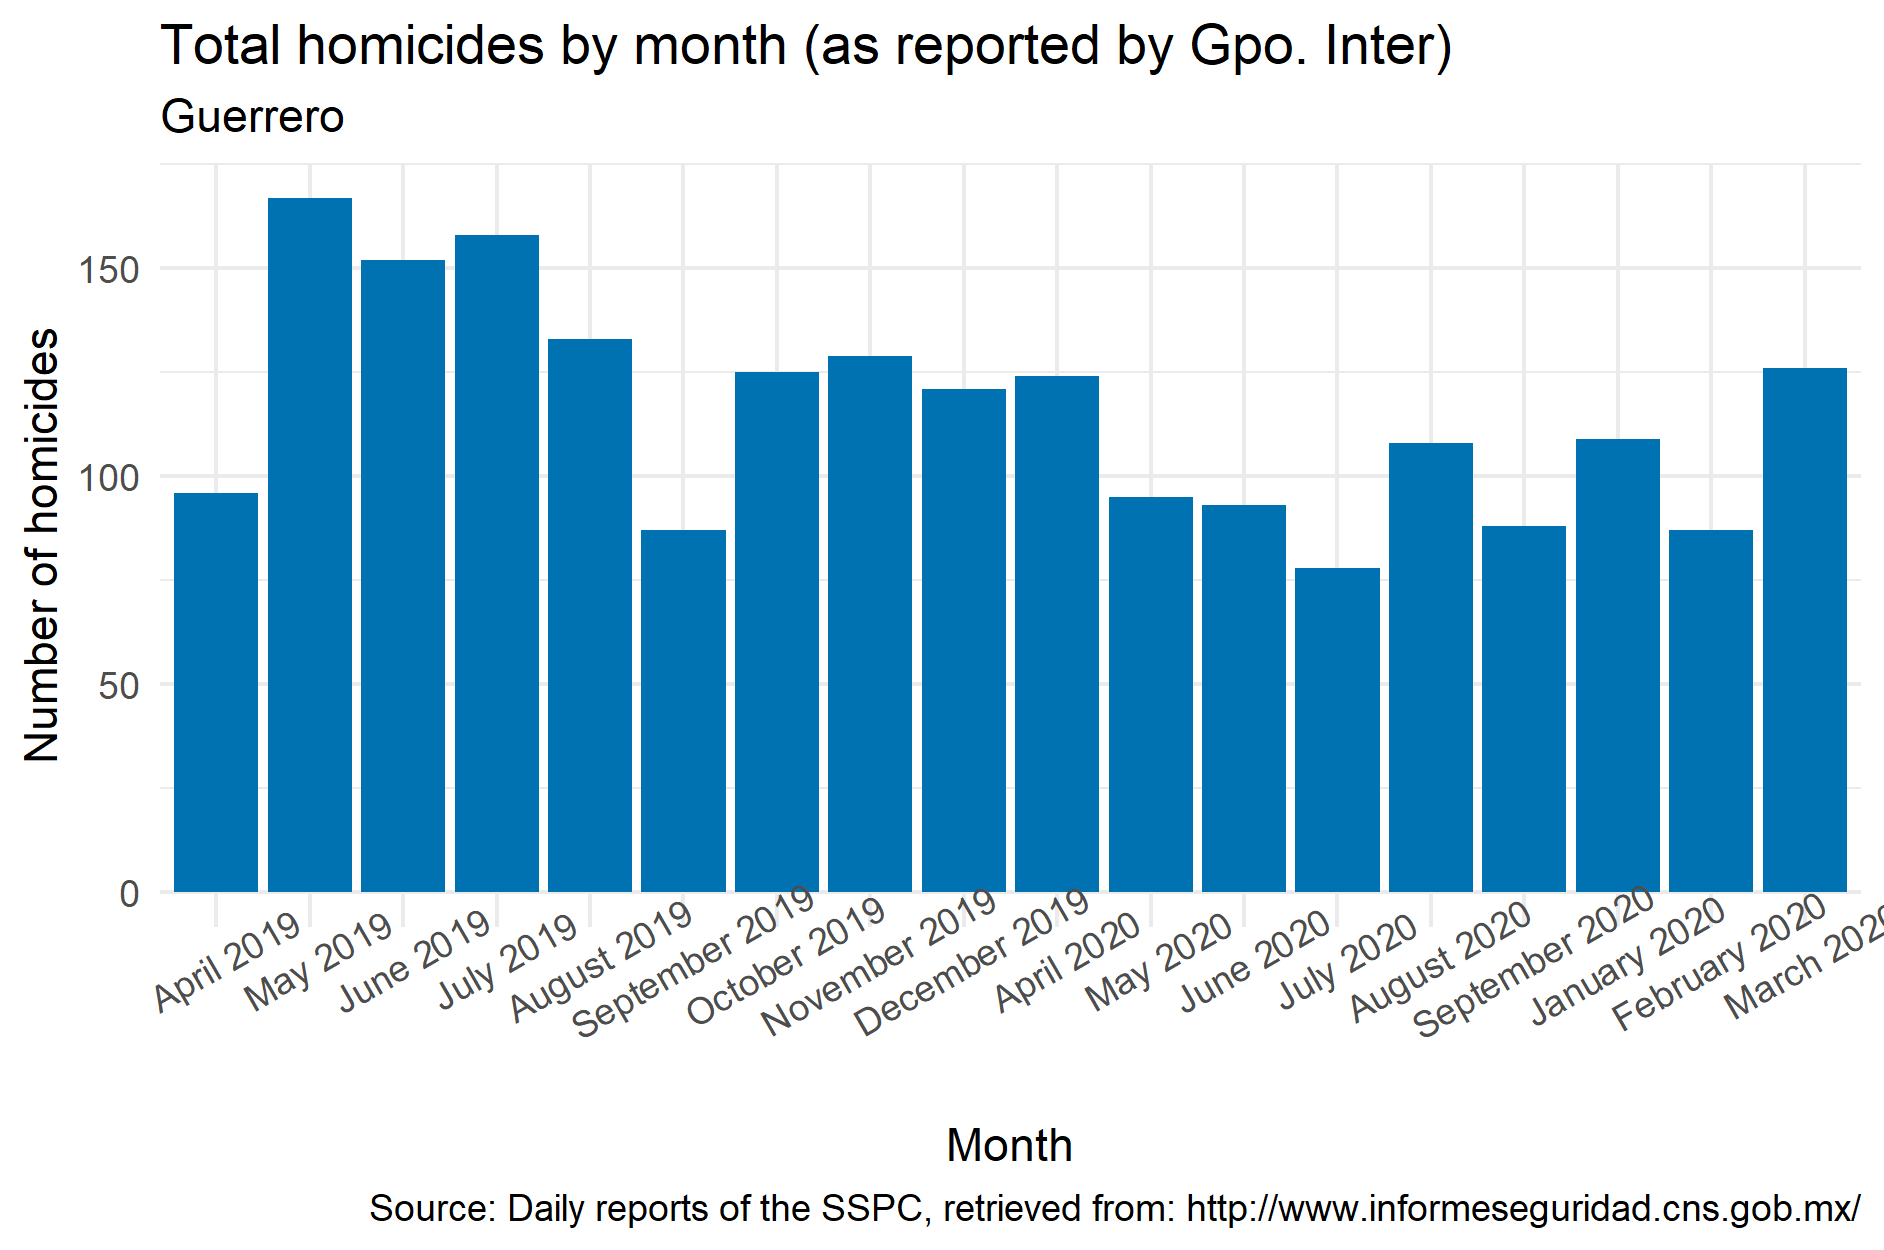 Total homicides by month (as reported by Gpo. Inter)
Guerrero
Number of homicides
150
100
50
0
April 2019
May 2019
June 2019
July 2019
August 2019
September 2019
October 2019
November 2019
December 2019
April 2020
May 2020
June 2020
July 2020
August 2020
September 2020
January 2020
February 2020
March 2020
Month
Source: Daily reports of the SSPC, retrieved from: http://www.informeseguridad.cns.gob.mx/